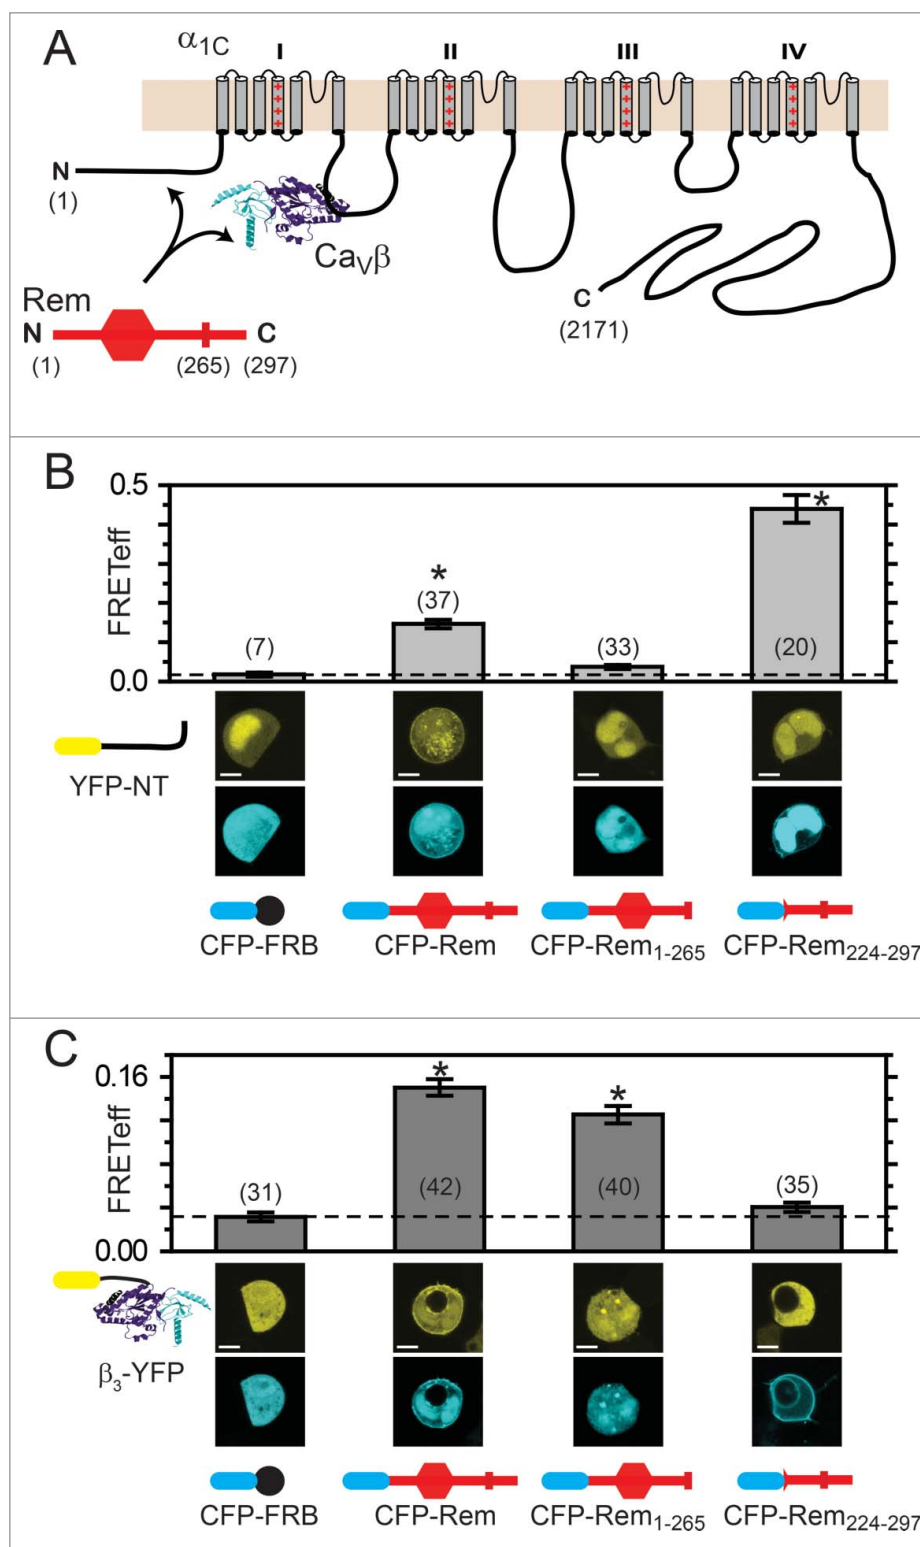 A
α1C
I II III IV
+ + + +
+ + + +
+ + + +
+ + + +
N
(1)
CaVβ
Rem
N C
(1) (265) (297)
C
(2171)
B
0.5
FRETeff
0.0
(7) (37) (33) (20)
* *
YFP-NT
CFP-FRB CFP-Rem CFP-Rem1-265 CFP-Rem224-297
C
0.16
FRETeff
0.00
* *
(31) (42) (40) (35)
β3-YFP
CFP-FRB CFP-Rem CFP-Rem1-265 CFP-Rem224-297